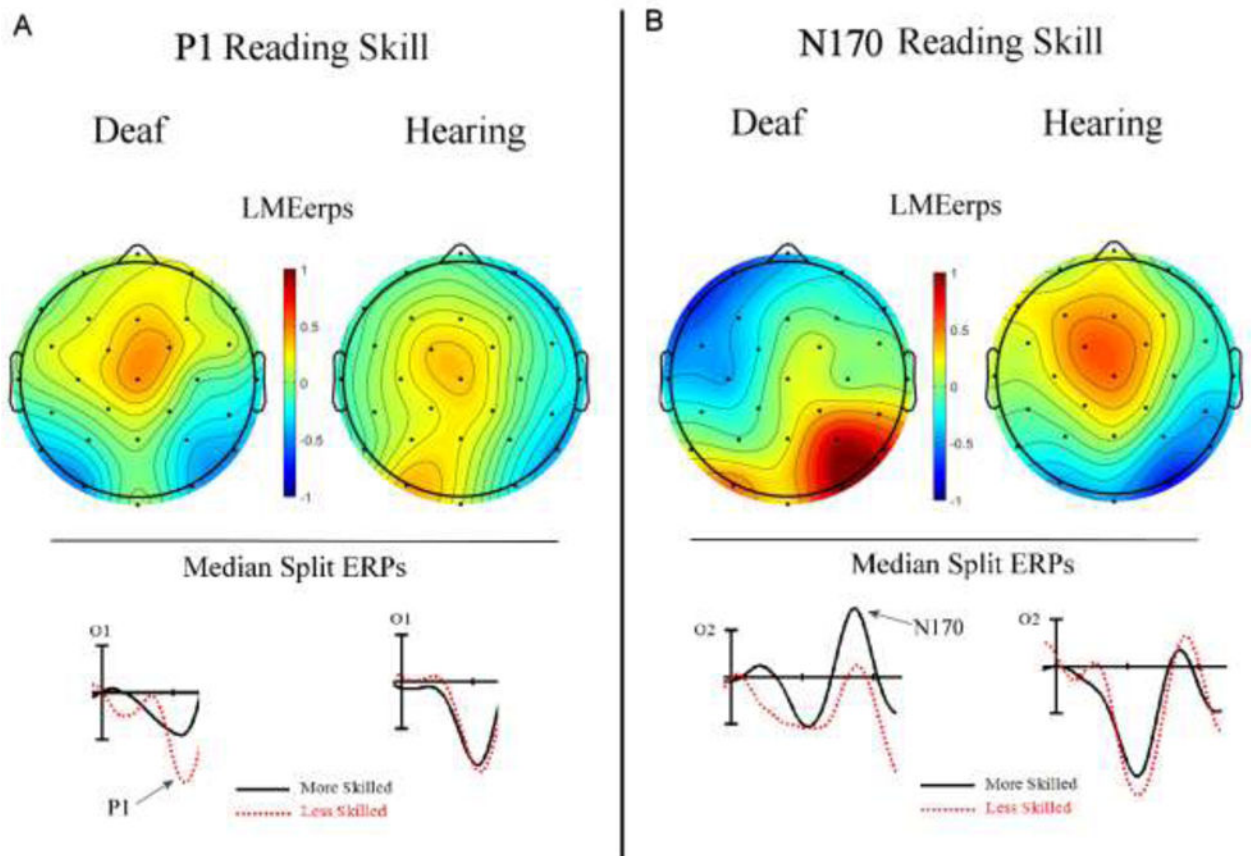 A
P1 Reading Skill
Deaf Hearing
LMEerps
1
0.5
0
-0.5
-1
Median Split ERPs
O1
O1
P1
More Skilled
Less Skilled
B
N170 Reading Skill
Deaf Hearing
LMEerps
1
0.5
0
-0.5
-1
Median Split ERPs
O2
N170
O2
More Skilled
Less Skilled